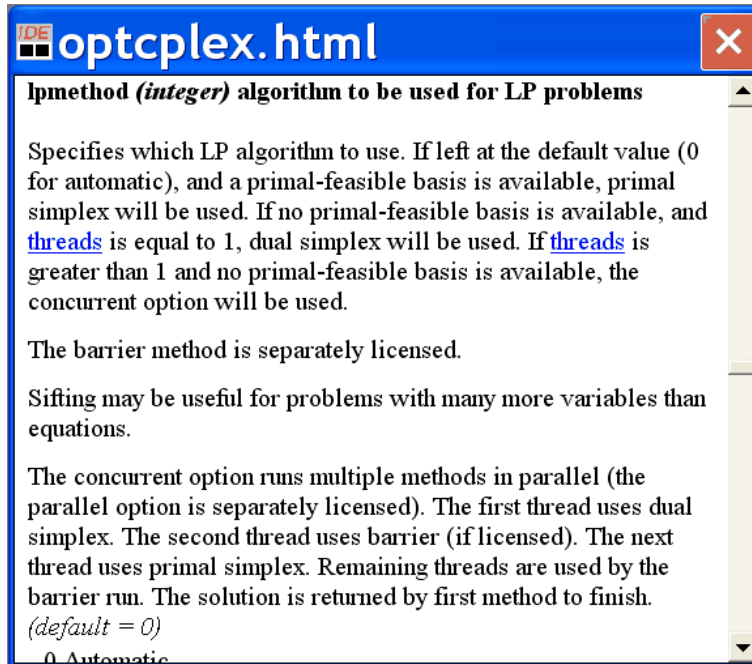 IDE
optcplex.html
lpmethod (integer) algorithm to be used for LP problems
Specifies which LP algorithm to use. If left at the default value (0
for automatic), and a primal-feasible basis is available, primal
simplex will be used. If no primal-feasible basis is available, and
threads is equal to 1, dual simplex will be used. If threads is
greater than 1 and no primal-feasible basis is available, the
concurrent option will be used.
The barrier method is separately licensed.
Sifting may be useful for problems with many more variables than
equations.
The concurrent option runs multiple methods in parallel (the
parallel option is separately licensed). The first thread uses dual
simplex. The second thread uses barrier (if licensed). The next
thread uses primal simplex. Remaining threads are used by the
barrier run. The solution is returned by first method to finish.
(default = 0)
0 Automatic